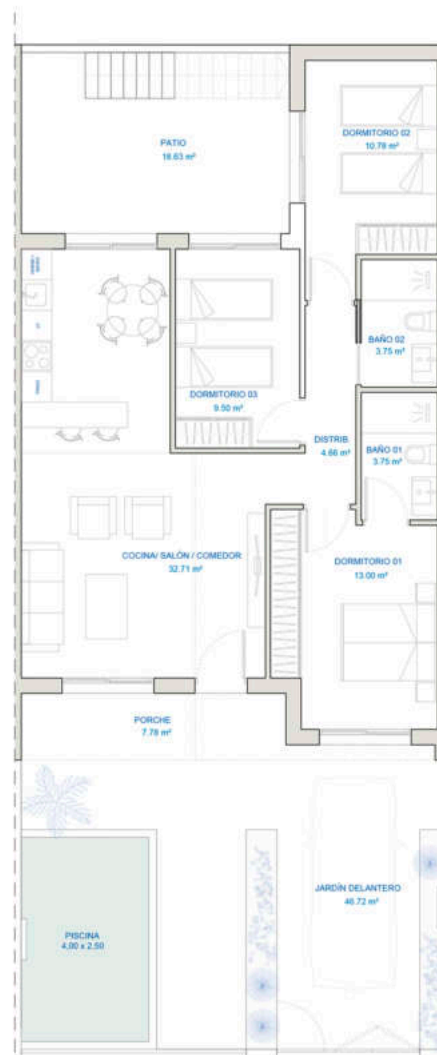 DORMITORIO 02
10.78 m²
PATIO
18.63 m²
BAÑO 02
3.75 m²
DORMITORIO 03
9.50 m²
DISTRIB.
4.66 m²
BAÑO 01
3.75 m²
COCINA/ SALÓN / COMEDOR
32.71 m²
DORMITORIO 01
13.00 m²
PORCHE
7.78 m²
JARDÍN DELANTERO
46.72 m²
PISCINA
4.00 x 2.50